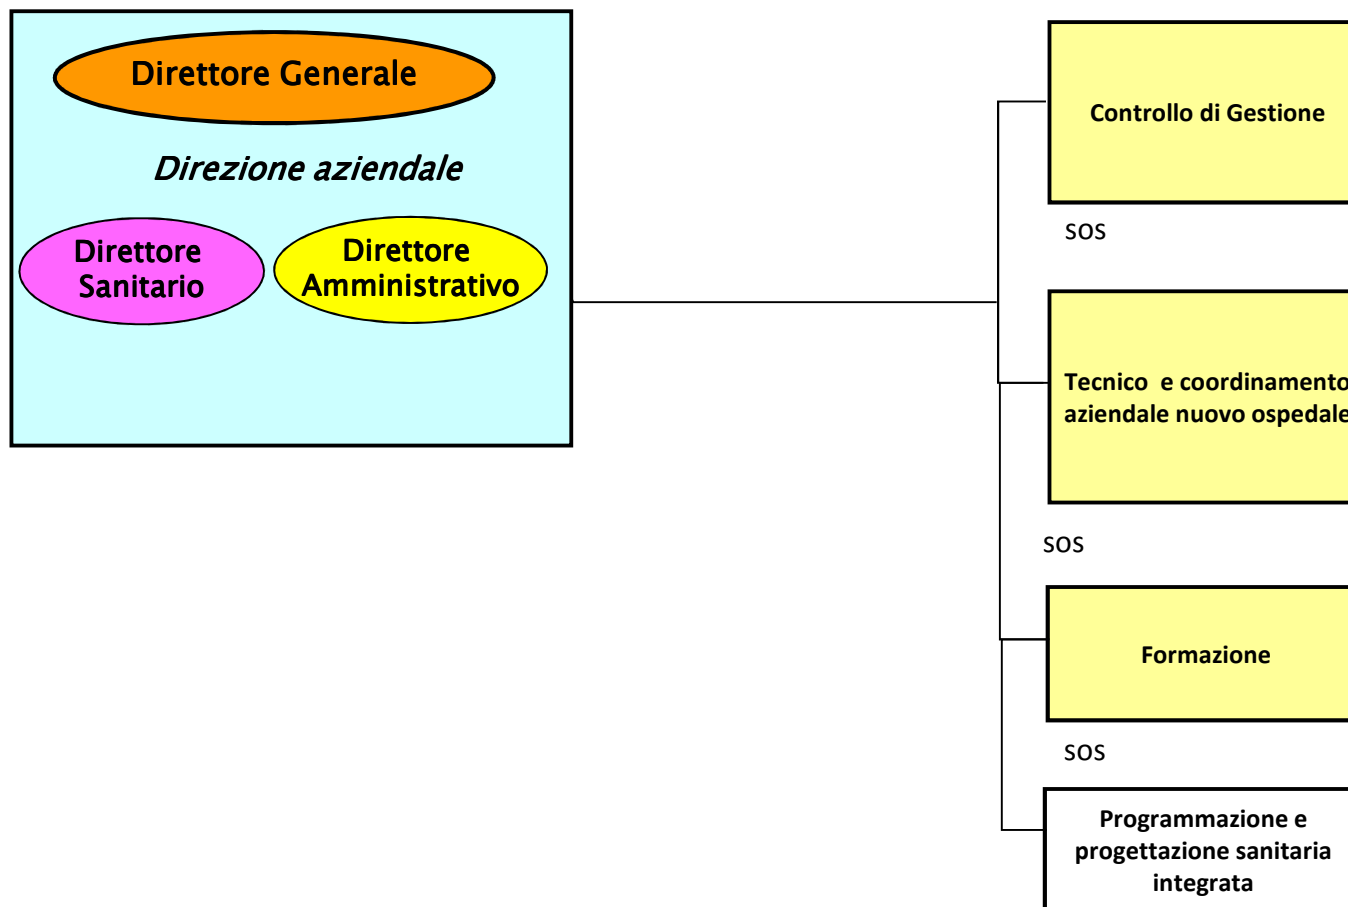 Direttore Generale
Direzione aziendale
Direttore
Sanitario
Direttore
Amministrativo
Controllo di Gestione
SOS
Tecnico e coordinamento
aziendale nuovo ospedale
SOS
Formazione
SOS
Programmazione e
progettazione sanitaria
integrata